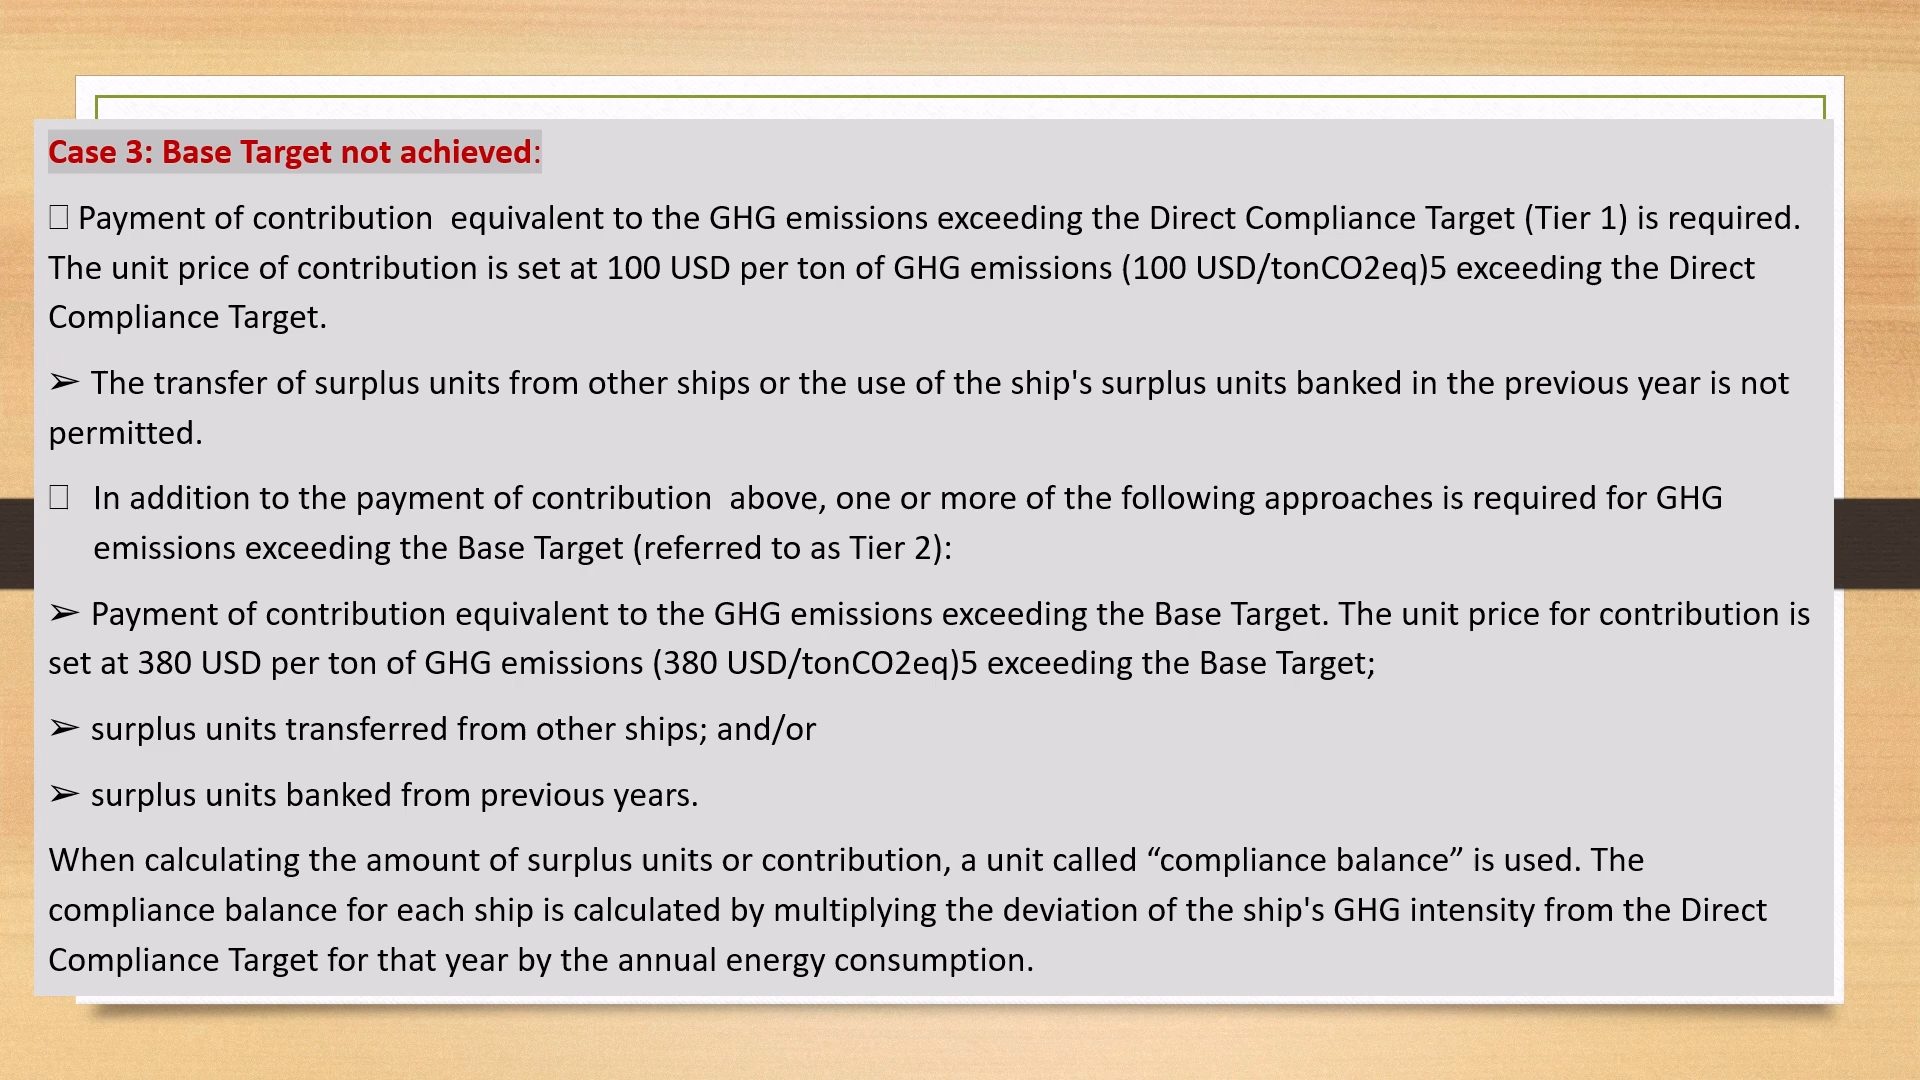 Case 3: Base Target not achieved:
□ Payment of contribution  equivalent to the GHG emissions exceeding the Direct Compliance Target (Tier 1) is required.
The unit price of contribution is set at 100 USD per ton of GHG emissions (100 USD/tonCO2eq)5 exceeding the Direct
Compliance Target.
➢ The transfer of surplus units from other ships or the use of the ship's surplus units banked in the previous year is not
permitted.
□ In addition to the payment of contribution  above, one or more of the following approaches is required for GHG
emissions exceeding the Base Target (referred to as Tier 2):
➢ Payment of contribution equivalent to the GHG emissions exceeding the Base Target. The unit price for contribution is
set at 380 USD per ton of GHG emissions (380 USD/tonCO2eq)5 exceeding the Base Target;
➢ surplus units transferred from other ships; and/or
➢ surplus units banked from previous years.
When calculating the amount of surplus units or contribution, a unit called “compliance balance” is used. The
compliance balance for each ship is calculated by multiplying the deviation of the ship's GHG intensity from the Direct
Compliance Target for that year by the annual energy consumption.